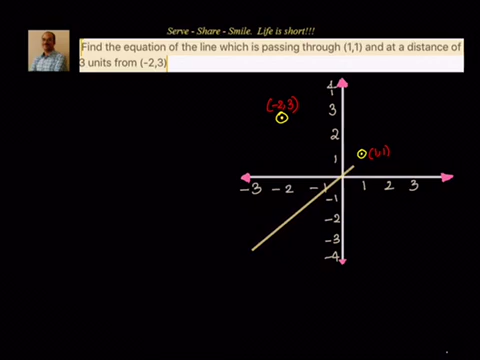 Serve - Share - Smile. Life is short!!!
Find the equation of the line which is passing through (1,1) and at a distance of
3 units from (-2,3)
4
1
(-2,3)
3
2
1
(1,1)
-3 -2 -1 1 2 3
-1
-2
-3
-4